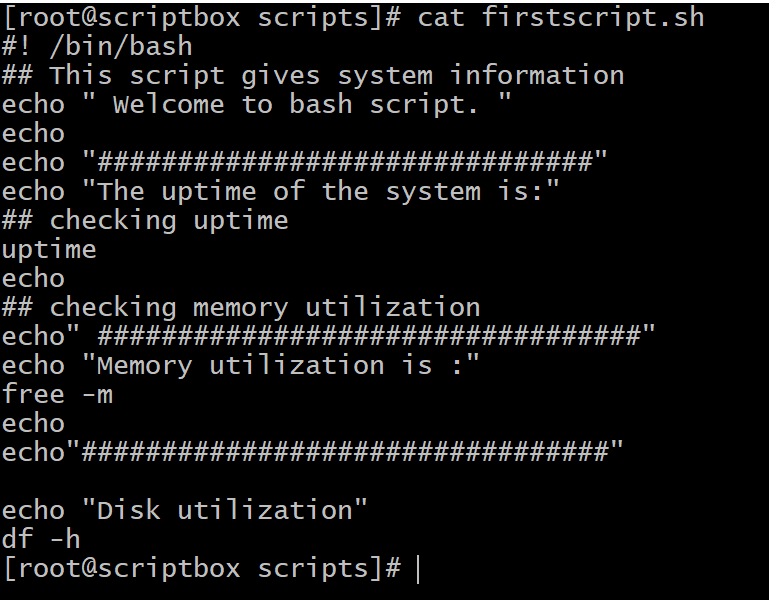 [root@scriptbox scripts]# cat firstscript.sh
#! /bin/bash
## This script gives system information
echo " Welcome to bash script. "
echo
echo "###############################"
echo "The uptime of the system is:"
## checking uptime
uptime
echo
## checking memory utilization
echo" ##################################"
echo "Memory utilization is :"
free -m
echo
echo"#################################"
echo "Disk utilization"
df -h
[root@scriptbox scripts]#